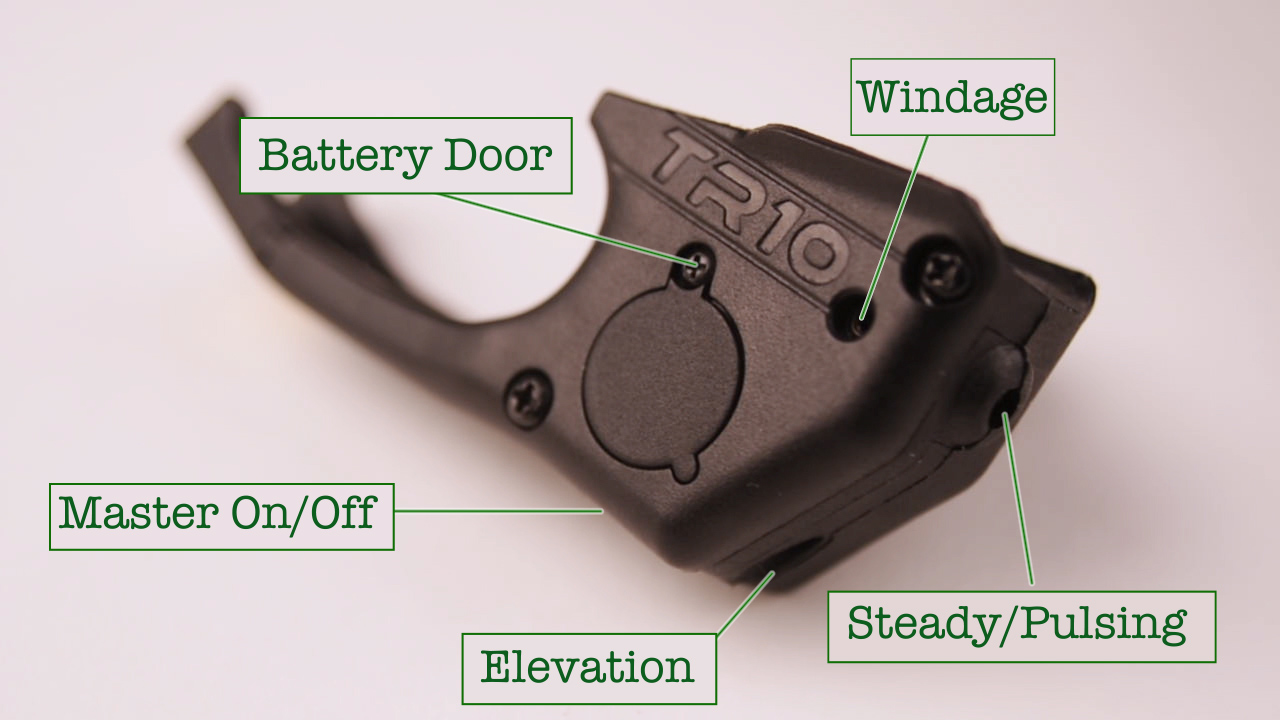 Windage
Battery Door
TR10
Master On/Off
Steady/Pulsing
Elevation